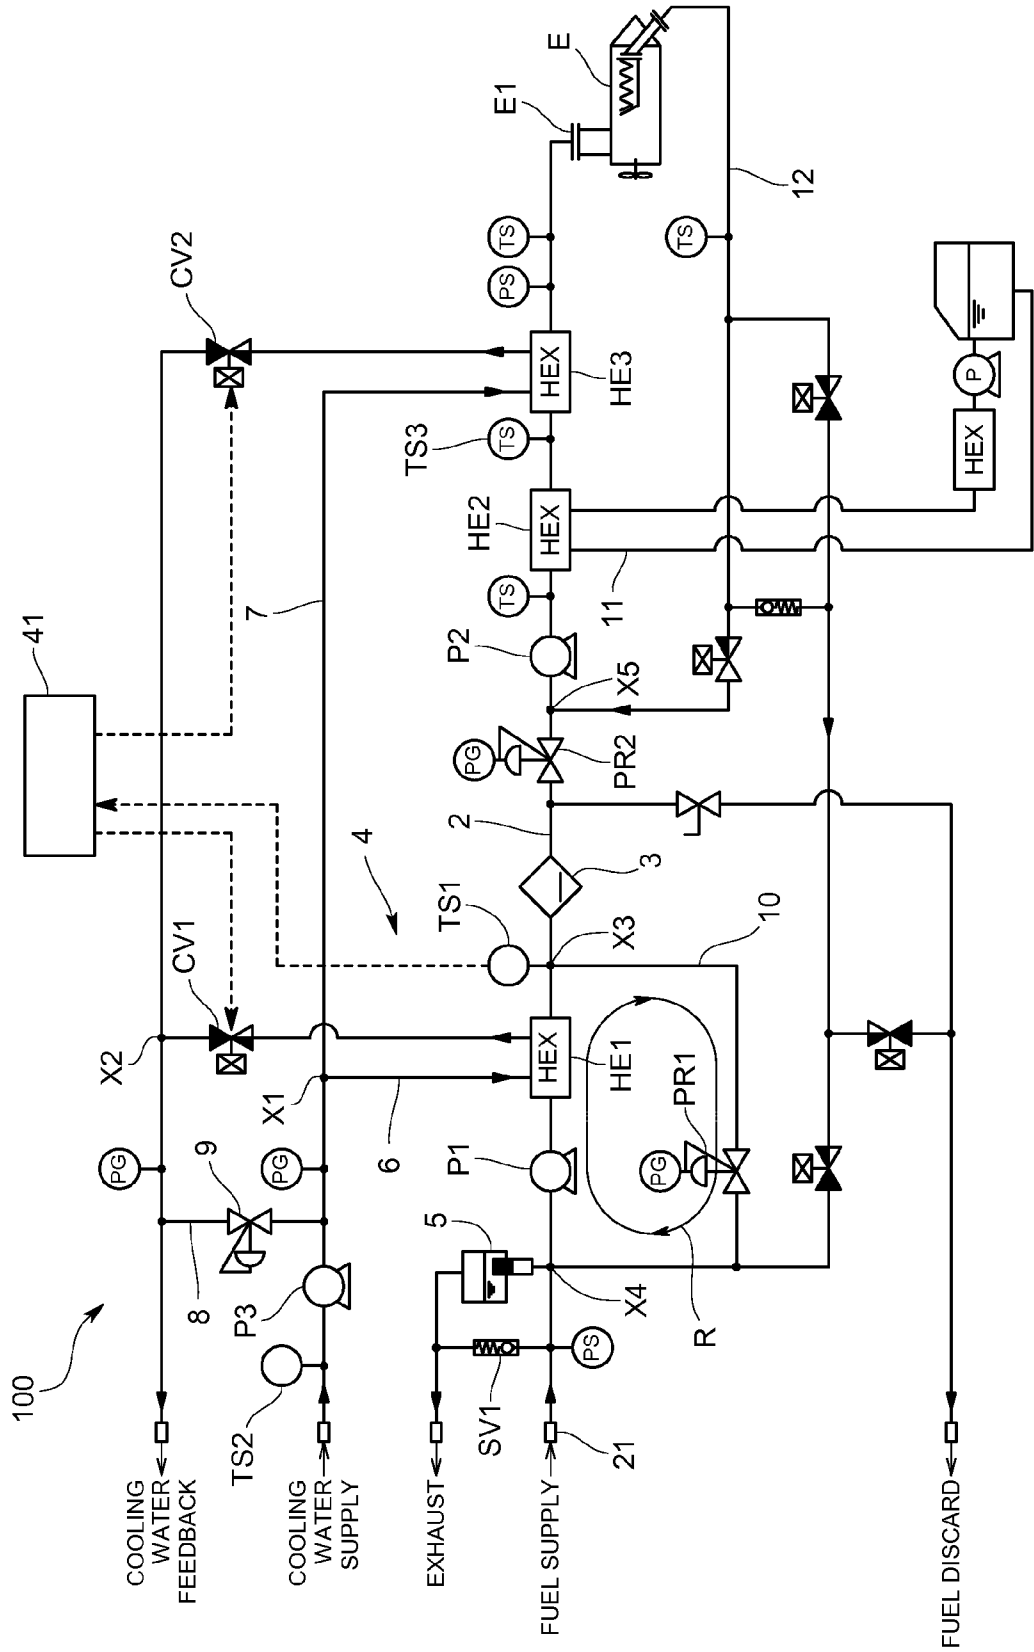 100
COOLING
WATER
FEEDBACK
COOLING
WATER
SUPPLY
EXHAUST
FUEL SUPPLY
FUEL DISCARD
TS2
P3
8
9
PG
PG
X2
X1
6
CV1
41
7
CV2
SV1
21
PS
5
X4
R
P1
HEX
HE1
PG
PR1
10
TS1
X3
4
3
2
PG
PR2
X5
P2
TS
HEX
HE2
11
TS
TS3
HEX
HE3
PS
TS
E1
E
TS
12
HEX
P